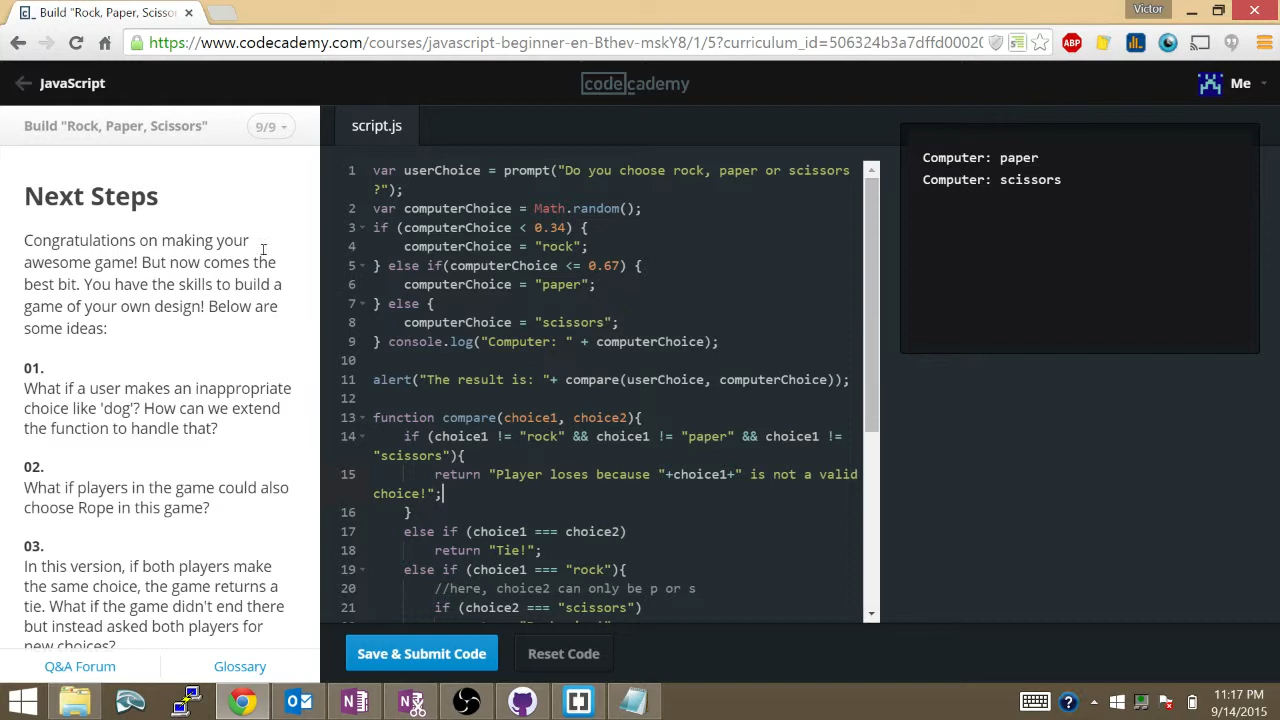 Build "Rock, Paper, Scissor
Victor
https://www.codecademy.com/courses/javascript-beginner-en-Bthev-mskY8/1/5?curriculum_id=506324b3a7dffd00020
ABP
JavaScript
codecademy
Me
Build "Rock, Paper, Scissors"
9/9
Next Steps
Congratulations on making your
awesome game! But now comes the
best bit. You have the skills to build a
game of your own design! Below are
some ideas:
01.
What if a user makes an inappropriate
choice like 'dog'? How can we extend
the function to handle that?
02.
What if players in the game could also
choose Rope in this game?
03.
In this version, if both players make
the same choice, the game returns a
tie. What if the game didn't end there
but instead asked both players for
new choices?
Q&A Forum
Glossary
script.js
1 var userChoice = prompt("Do you choose rock, paper or scissors
?");
2 var computerChoice = Math.random();
3 if (computerChoice < 0.34) {
4 computerChoice = "rock";
5 } else if(computerChoice <= 0.67) {
6 computerChoice = "paper";
7 } else {
8 computerChoice = "scissors";
9 } console.log("Computer: " + computerChoice);
10
11 alert("The result is: "+ compare(userChoice, computerChoice));
12
13 function compare(choice1, choice2){
14 if (choice1 != "rock" && choice1 != "paper" && choice1 !=
"scissors"){
15 return "Player loses because "+choice1+" is not a valid
choice!";
16 }
17 else if (choice1 === choice2)
18 return "Tie!";
19 else if (choice1 === "rock"){
20 //here, choice2 can only be p or s
21 if (choice2 === "scissors")
Save & Submit Code
Reset Code
Computer: paper
Computer: scissors
11:17 PM
9/14/2015